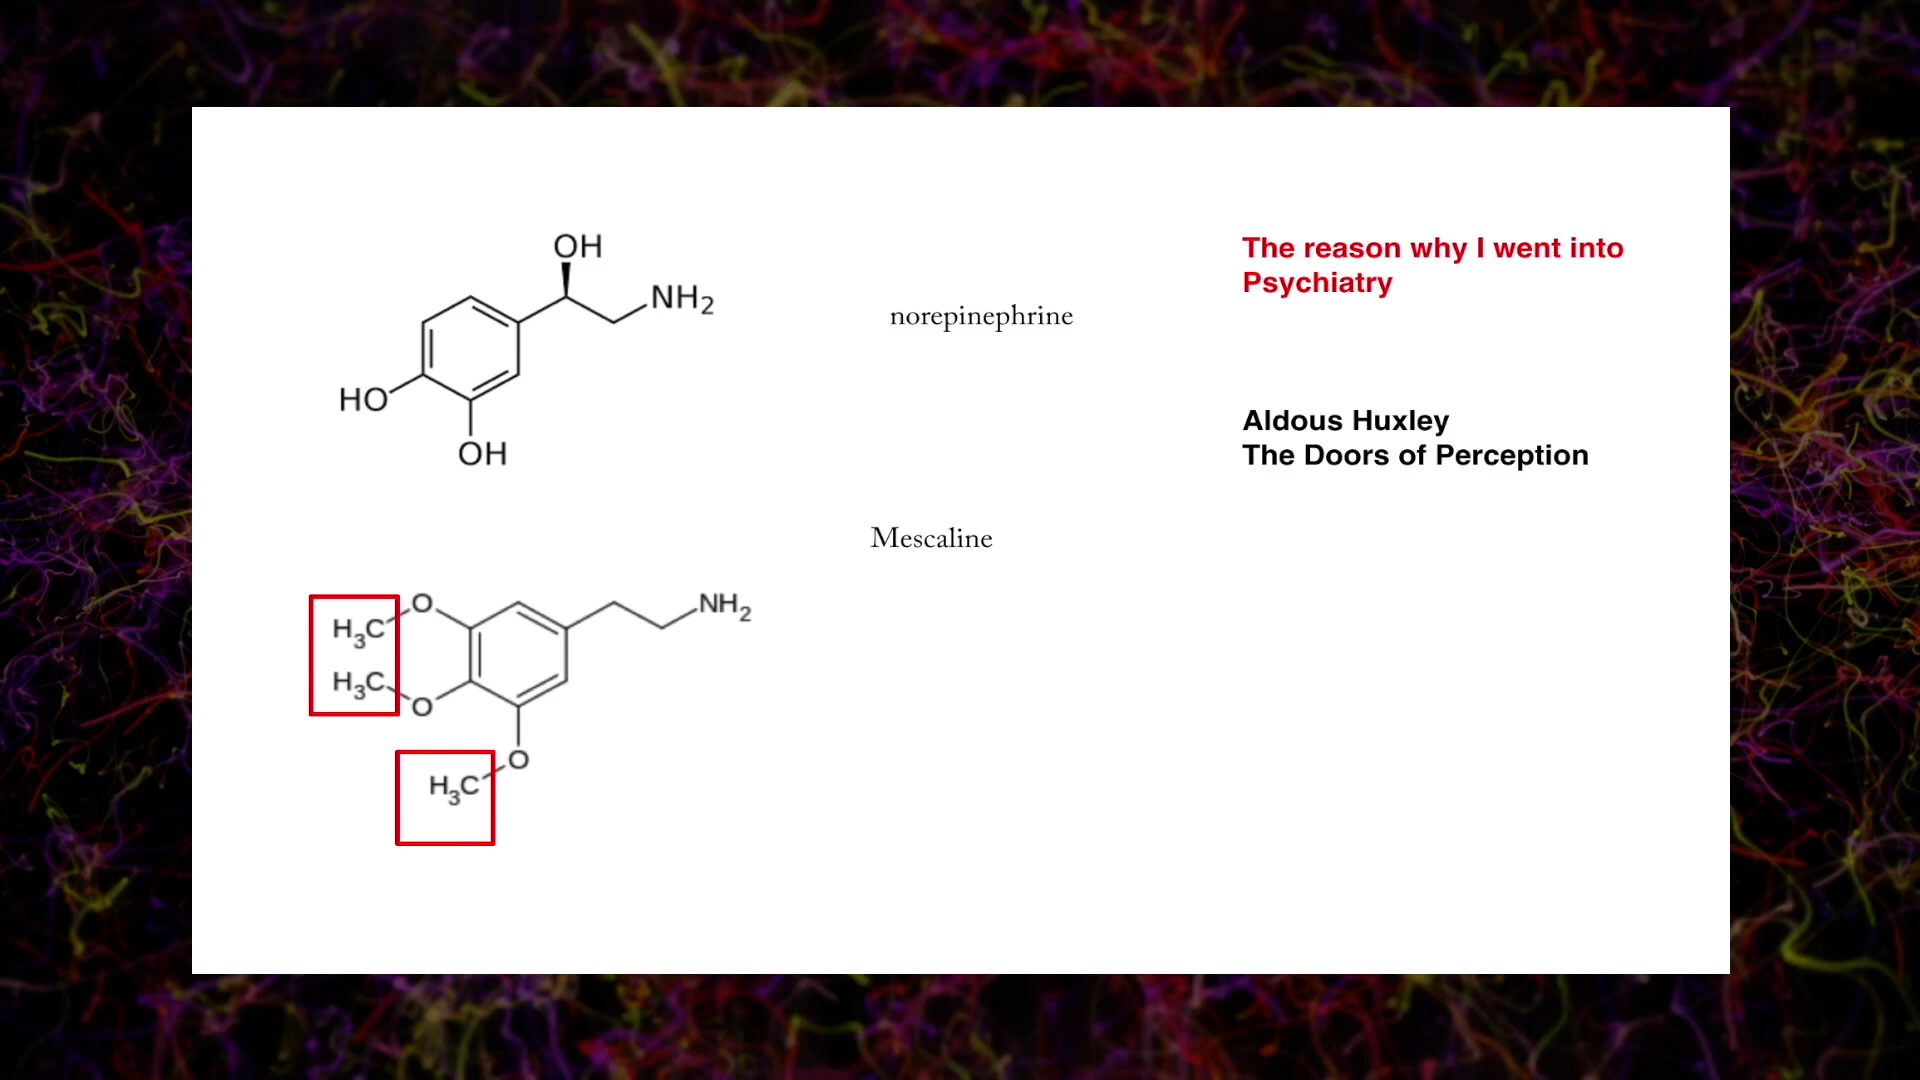 The reason why I went into
Psychiatry
OH
NH2
norepinephrine
HO
OH
Aldous Huxley
The Doors of Perception
Mescaline
O
NH2
H3C
H3C
O
O
H3C